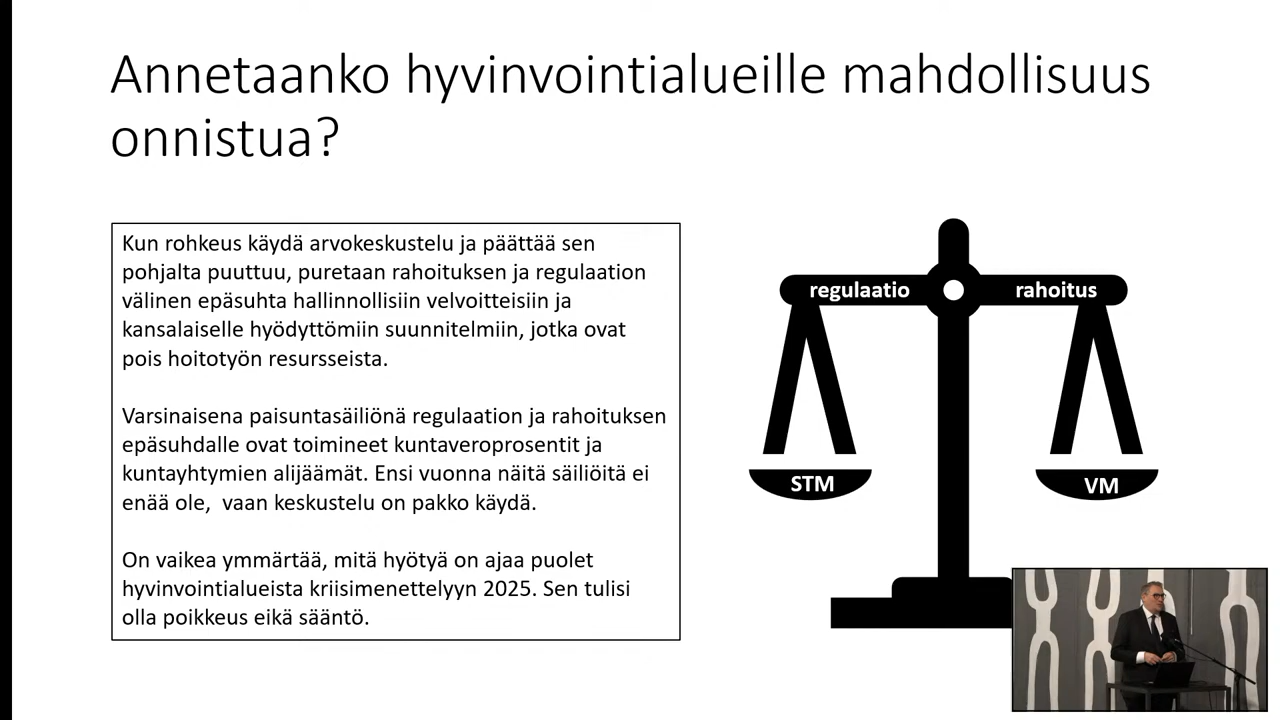 Annetaanko hyvinvointialueille mahdollisuus
onnistua?
Kun rohkeus käydä arvokeskustelu ja päättää sen
pohjalta puuttuu, puretaan rahoituksen ja regulaation
välinen epäsuhta hallinnollisiin velvoitteisiin ja
kansalaiselle hyödyttömiin suunnitelmiin, jotka ovat
pois hoitotyön resursseista.
Varsinaisena paisuntasäiliönä regulaation ja rahoituksen
epäsuhdalle ovat toimineet kuntaveroprosentit ja
kuntayhtymien alijäämät. Ensi vuonna näitä säiliöitä ei
enää ole,  vaan keskustelu on pakko käydä.
On vaikea ymmärtää, mitä hyötyä on ajaa puolet
hyvinvointialueista kriisimenettelyyn 2025. Sen tulisi
olla poikkeus eikä sääntö.
regulaatio
rahoitus
STM
VM